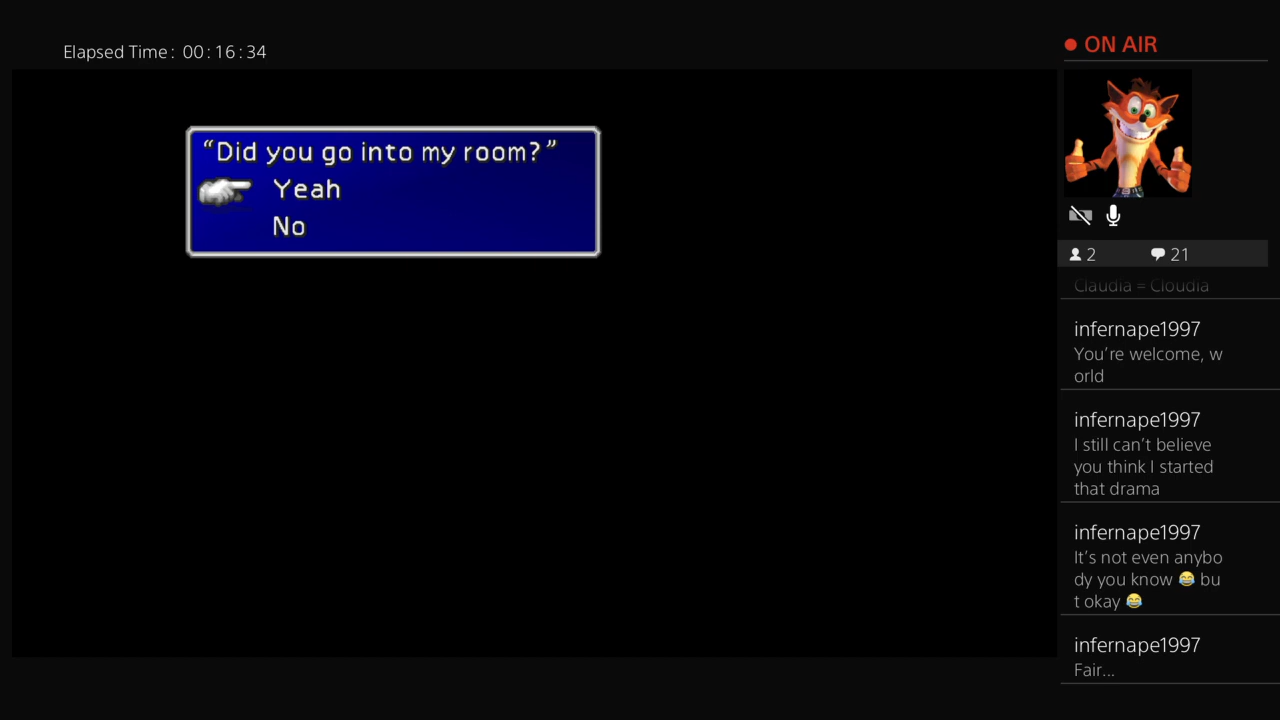 Elapsed Time: 00:16:34
ON AIR
“Did you go into my room?”
Yeah
No
2
21
Claudia = Cloudia
infernape1997
You’re welcome, w
orld
infernape1997
I still can’t believe
you think I started
that drama
infernape1997
It’s not even anybo
dy you know 😂 bu
t okay 😂
infernape1997
Fair...